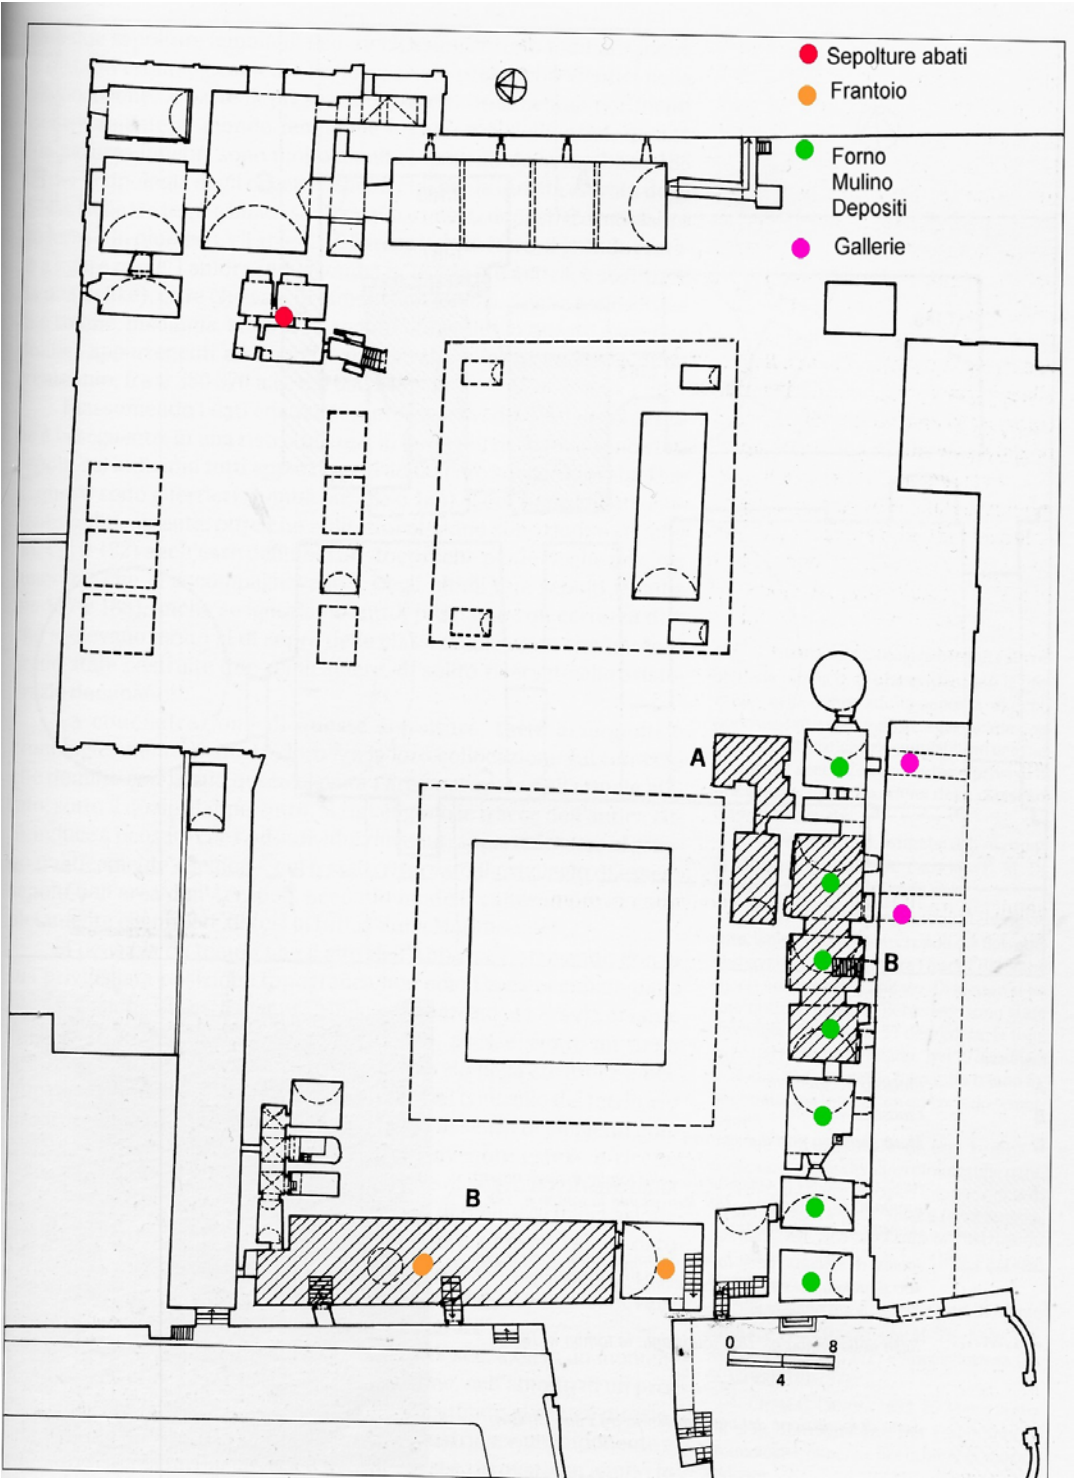 Sepolture abati
Frantoio
Forno
Mulino
Depositi
Gallerie
A
B
B
0
8
4